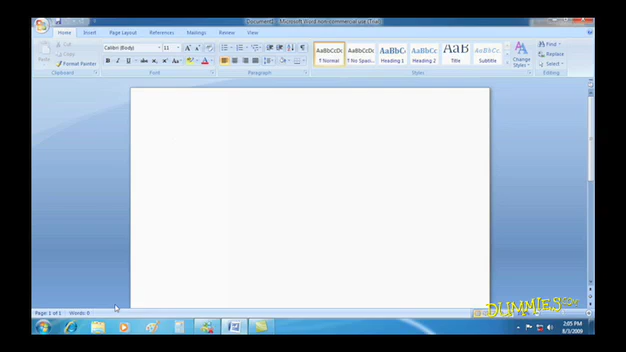 Document1 - Microsoft Word non-commercial use (Trial)
Home Insert Page Layout References Mailings Review View
Cut
Copy
Paste
Format Painter
Calibri (Body) 11
AaBbCcDc AaBbCcDc AaBbC AaBbCc AaB AaBbCc.
¶ Normal ¶ No Spaci... Heading 1 Heading 2 Title Subtitle
Change
Styles
Find
Replace
Select
Clipboard Font Paragraph Styles Editing
DUMMIES.COM
Page: 1 of 1 Words: 0
2:05 PM
8/3/2009